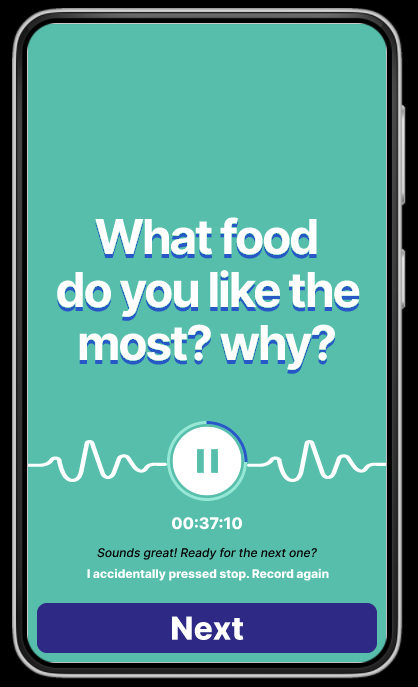 What food
do you like the
most? why?
00:37:10
Sounds great! Ready for the next one?
I accidentally pressed stop. Record again
Next